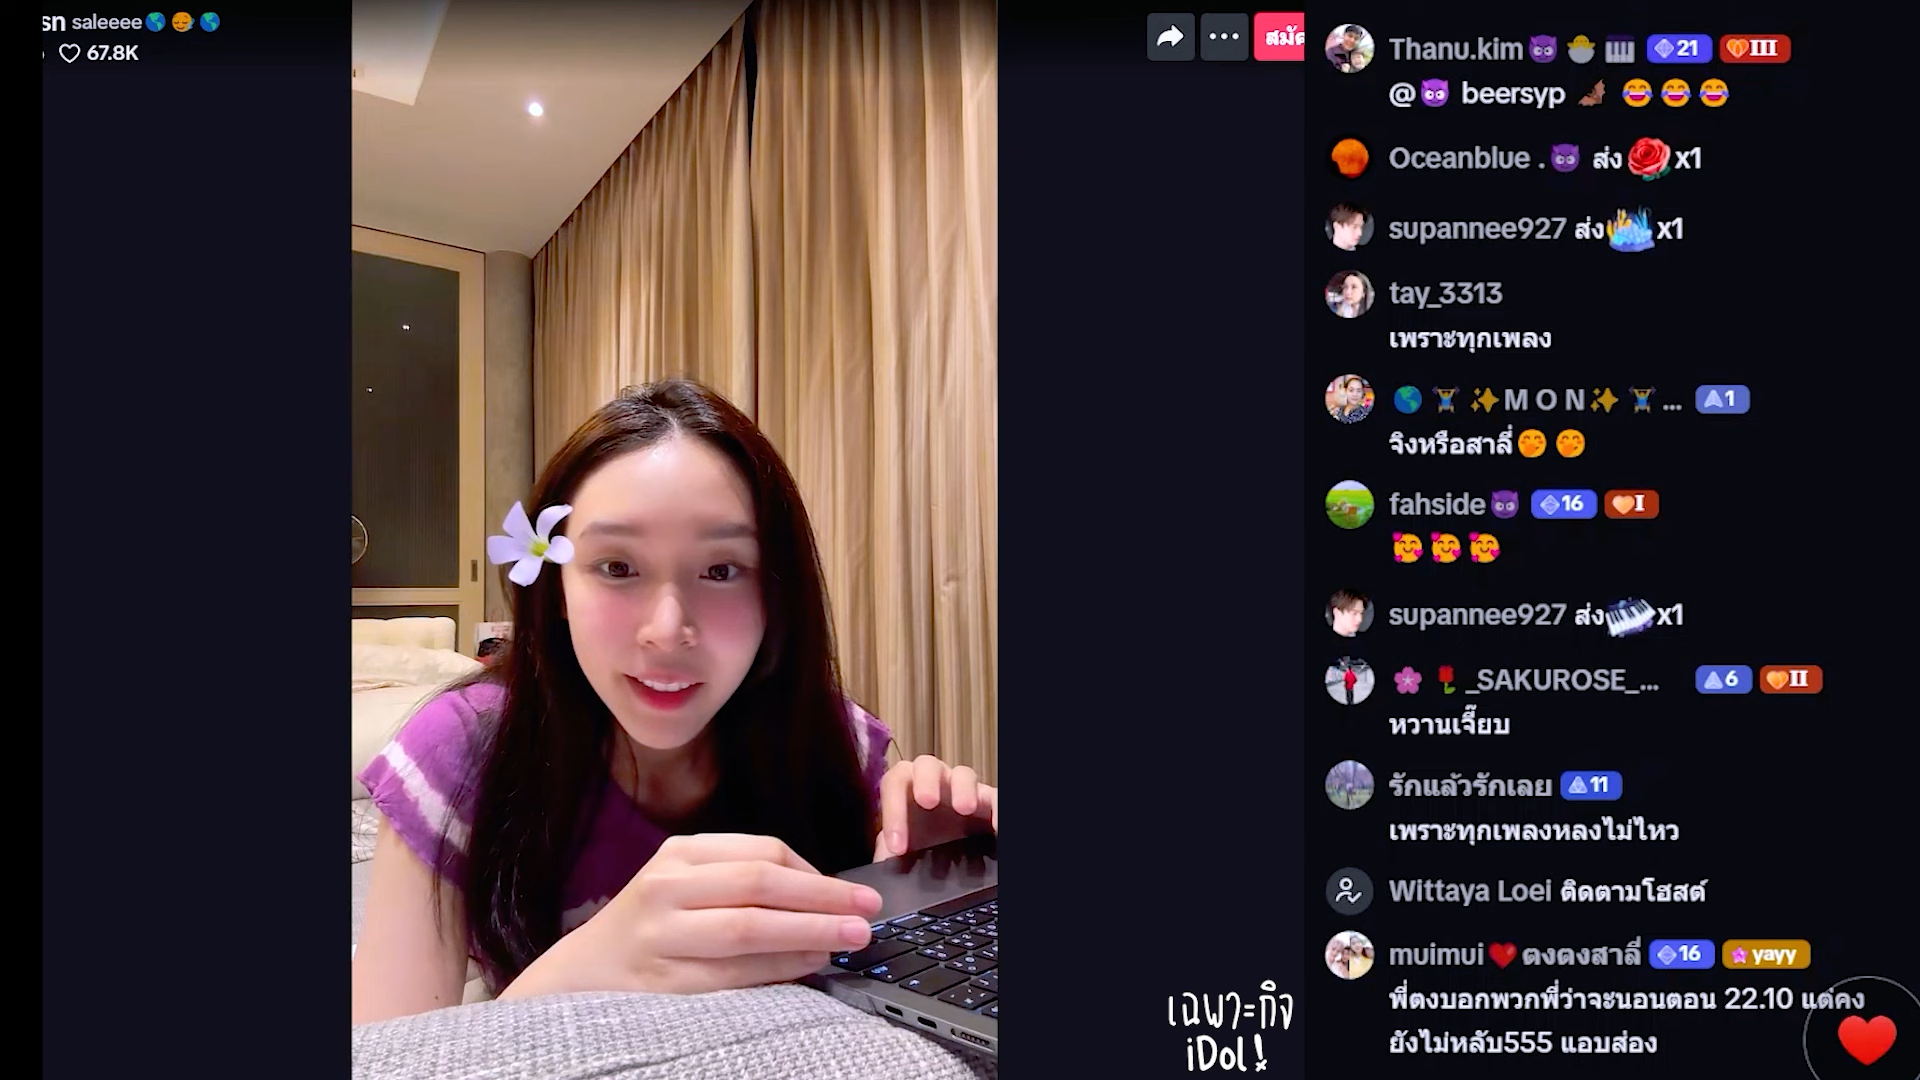 sn saleeee🌎😴🌎
67.8K
สมัค
Thanu.kim😈🐣🎹 21 III
@😈 beersyp 🦇 😂😂😂
Oceanblue .😈 ส่ง x1
supannee927 ส่ง x1
tay_3313
เพราะทุกเพลง
🌎🏋️✨M O N✨🏋️... 1
จิงหรือสาลี่🤭🤭
fahside😈 16 I
🥰🥰🥰
supannee927 ส่ง x1
🌸🌹_SAKUROSE_... 6 II
หวานเจี๊ยบ
รักแล้วรักเลย 11
เพราะทุกเพลงหลงไม่ไหว
Wittaya Loei ติดตามโฮสต์
muimui❤️ตงตงสาลี่ 16 yayy
พี่ตงบอกพวกพี่ว่าจะนอนตอน 22.10 แต่คง
ยังไม่หลับ555 แอบส่อง
เฉพาะกิจ
iDol!